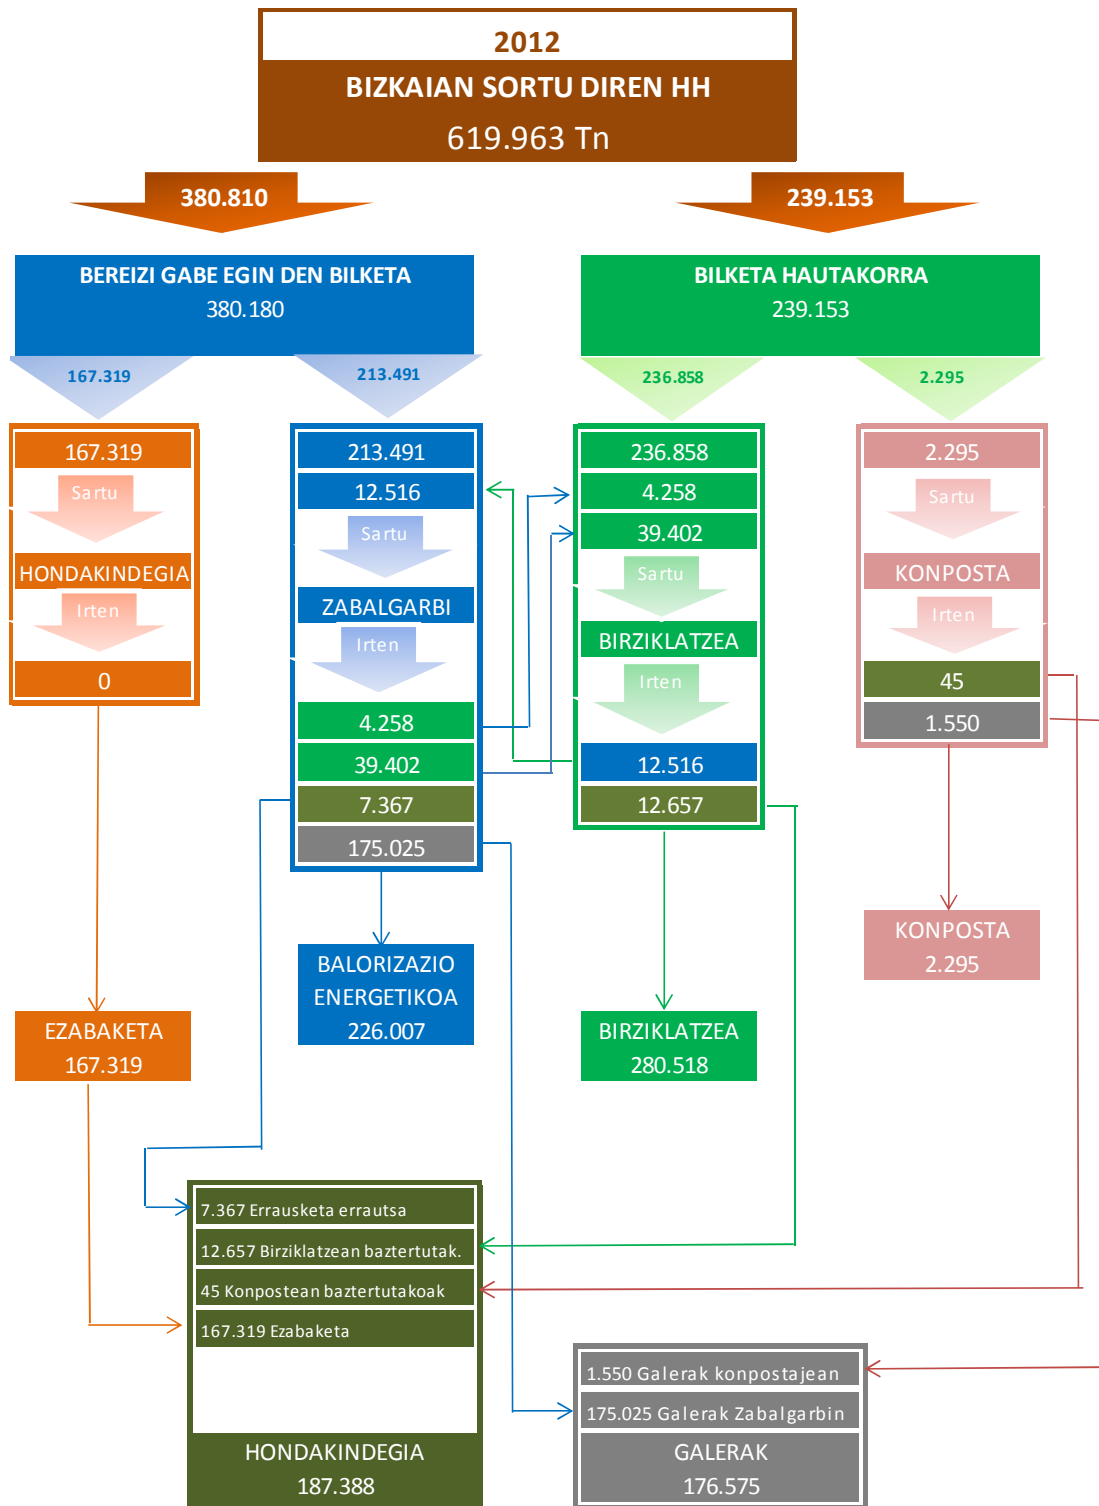 2012
BIZKAIAN SORTU DIREN HH
619.963 Tn
380.810
239.153
BEREIZI GABE EGIN DEN BILKETA
380.180
BILKETA HAUTAKORRA
239.153
167.319
213.491
236.858
2.295
167.319
Sartu
HONDAKINDEGIA
Irten
0
213.491
12.516
Sartu
ZABALGARBI
Irten
4.258
39.402
7.367
175.025
236.858
4.258
39.402
Sartu
BIRZIKLATZEA
Irten
12.516
12.657
2.295
Sartu
KONPOSTA
Irten
45
1.550
KONPOSTA
2.295
BALORIZAZIO
ENERGETIKOA
226.007
EZABAKETA
167.319
BIRZIKLATZEA
280.518
7.367 Errausketa errautsa
12.657 Birziklatzean baztertutak.
45 Konpostean baztertutakoak
167.319 Ezabaketa
HONDAKINDEGIA
187.388
1.550 Galerak konpostajean
175.025 Galerak Zabalgarbin
GALERAK
176.575